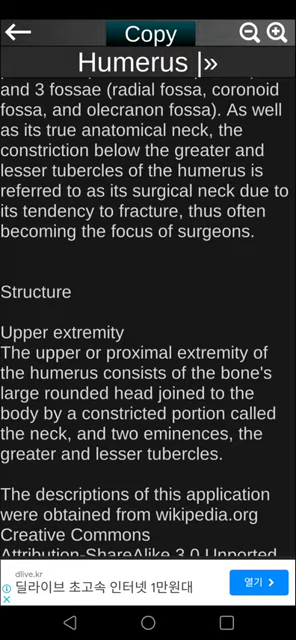 Copy
Humerus |»
and 3 fossae (radial fossa, coronoid
fossa, and olecranon fossa). As well
as its true anatomical neck, the
constriction below the greater and
lesser tubercles of the humerus is
referred to as its surgical neck due to
its tendency to fracture, thus often
becoming the focus of surgeons.
Structure
Upper extremity
The upper or proximal extremity of
the humerus consists of the bone's
large rounded head joined to the
body by a constricted portion called
the neck, and two eminences, the
greater and lesser tubercles.
The descriptions of this application
were obtained from wikipedia.org
Creative Commons
Attribution-ShareAlike 3.0 Unported
dlive.kr
딜라이브 초고속 인터넷 1만원대
열기 >